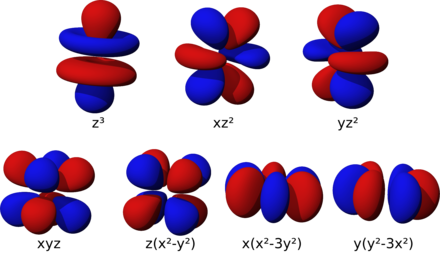 z³ xz² yz²
xyz z(x²-y²) x(x²-3y²) y(y²-3x²)